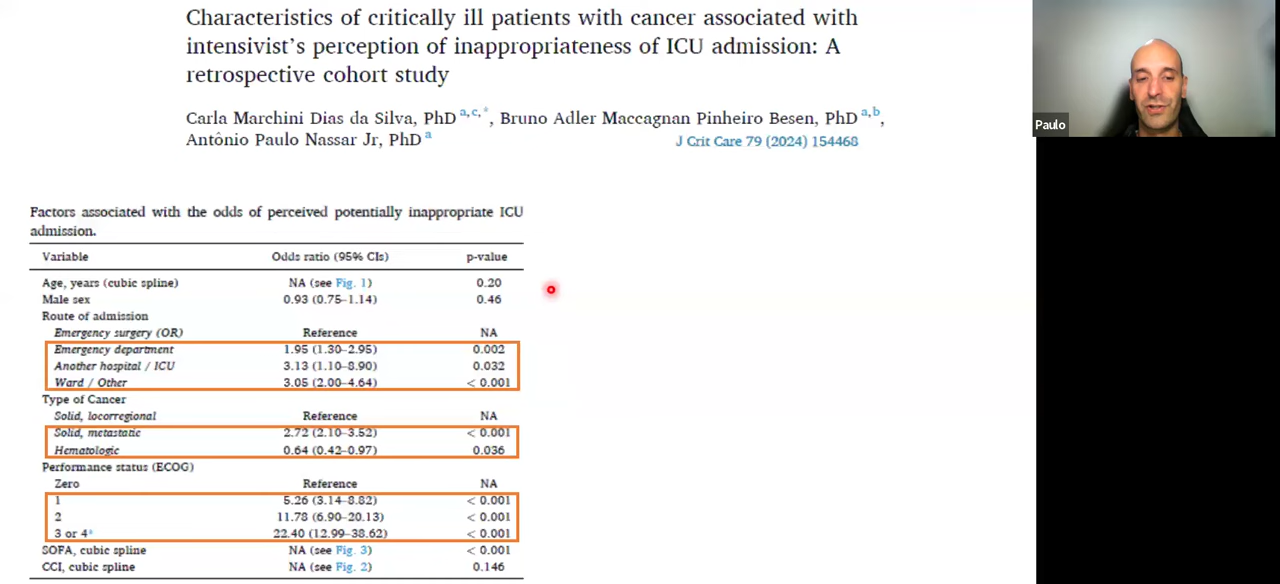 Characteristics of critically ill patients with cancer associated with
intensivist's perception of inappropriateness of ICU admission: A
retrospective cohort study
Carla Marchini Dias da Silva, PhD a,c,*, Bruno Adler Maccagnan Pinheiro Besen, PhD a,b,
Antônio Paulo Nassar Jr, PhD a
J Crit Care 79 (2024) 154468
Paulo
Factors associated with the odds of perceived potentially inappropriate ICU
admission.
Variable Odds ratio (95% CIs) p-value
Age, years (cubic spline) NA (see Fig. 1) 0.20
Male sex 0.93 (0.75–1.14) 0.46
Route of admission
Emergency surgery (OR) Reference NA
Emergency department 1.95 (1.30–2.95) 0.002
Another hospital / ICU 3.13 (1.10–8.90) 0.032
Ward / Other 3.05 (2.00–4.64) < 0.001
Type of Cancer
Solid, locorregional Reference NA
Solid, metastatic 2.72 (2.10–3.52) < 0.001
Hematologic 0.64 (0.42–0.97) 0.036
Performance status (ECOG)
Zero Reference NA
1 5.26 (3.14–8.82) < 0.001
2 11.78 (6.90–20.13) < 0.001
3 or 4* 22.40 (12.99–38.62) < 0.001
SOFA, cubic spline NA (see Fig. 3) < 0.001
CCI, cubic spline NA (see Fig. 2) 0.146